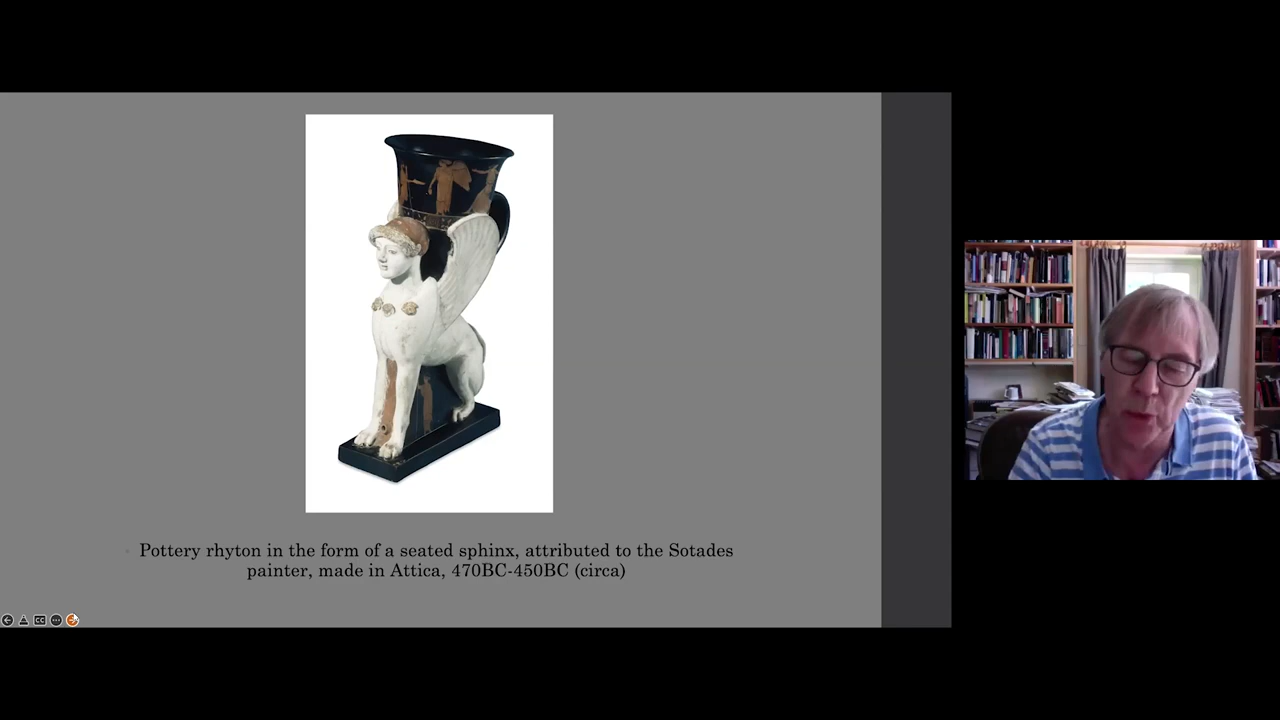 Pottery rhyton in the form of a seated sphinx, attributed to the Sotades
painter, made in Attica, 470BC-450BC (circa)